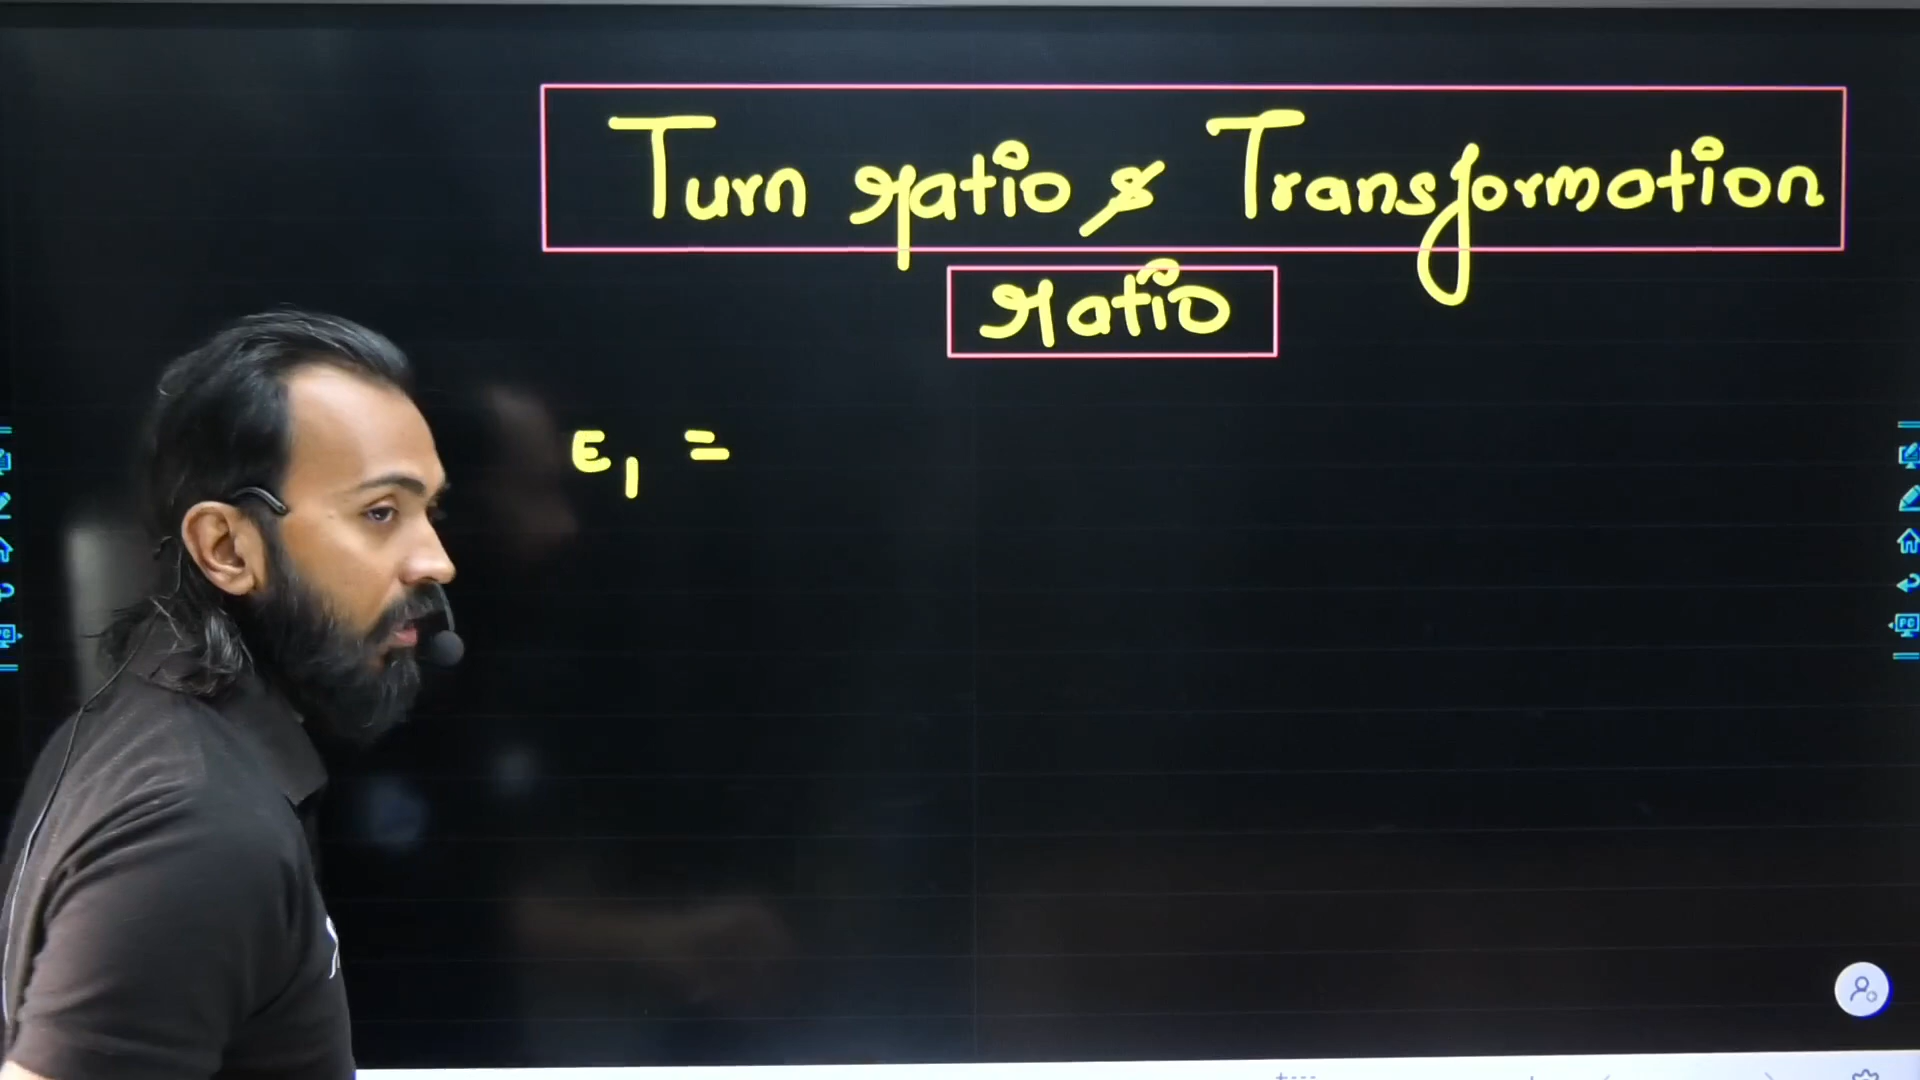 Turn ratio & Transformation
ratio
E1 =